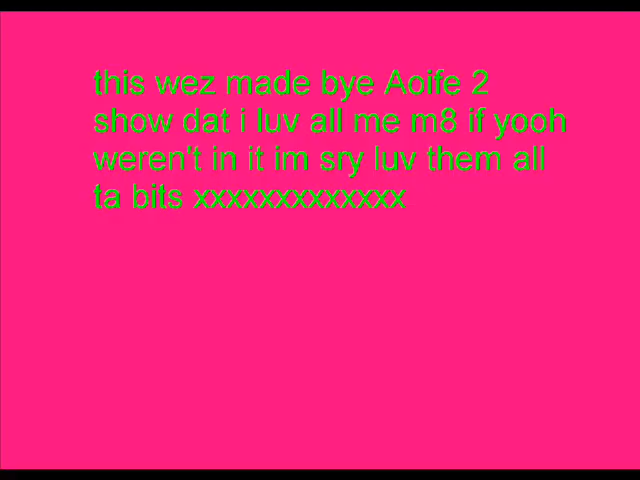 this wez made bye Aoife 2
show dat i luv all me m8 if yooh
weren't in it im sry luv them all
ta bits xxxxxxxxxxxxx